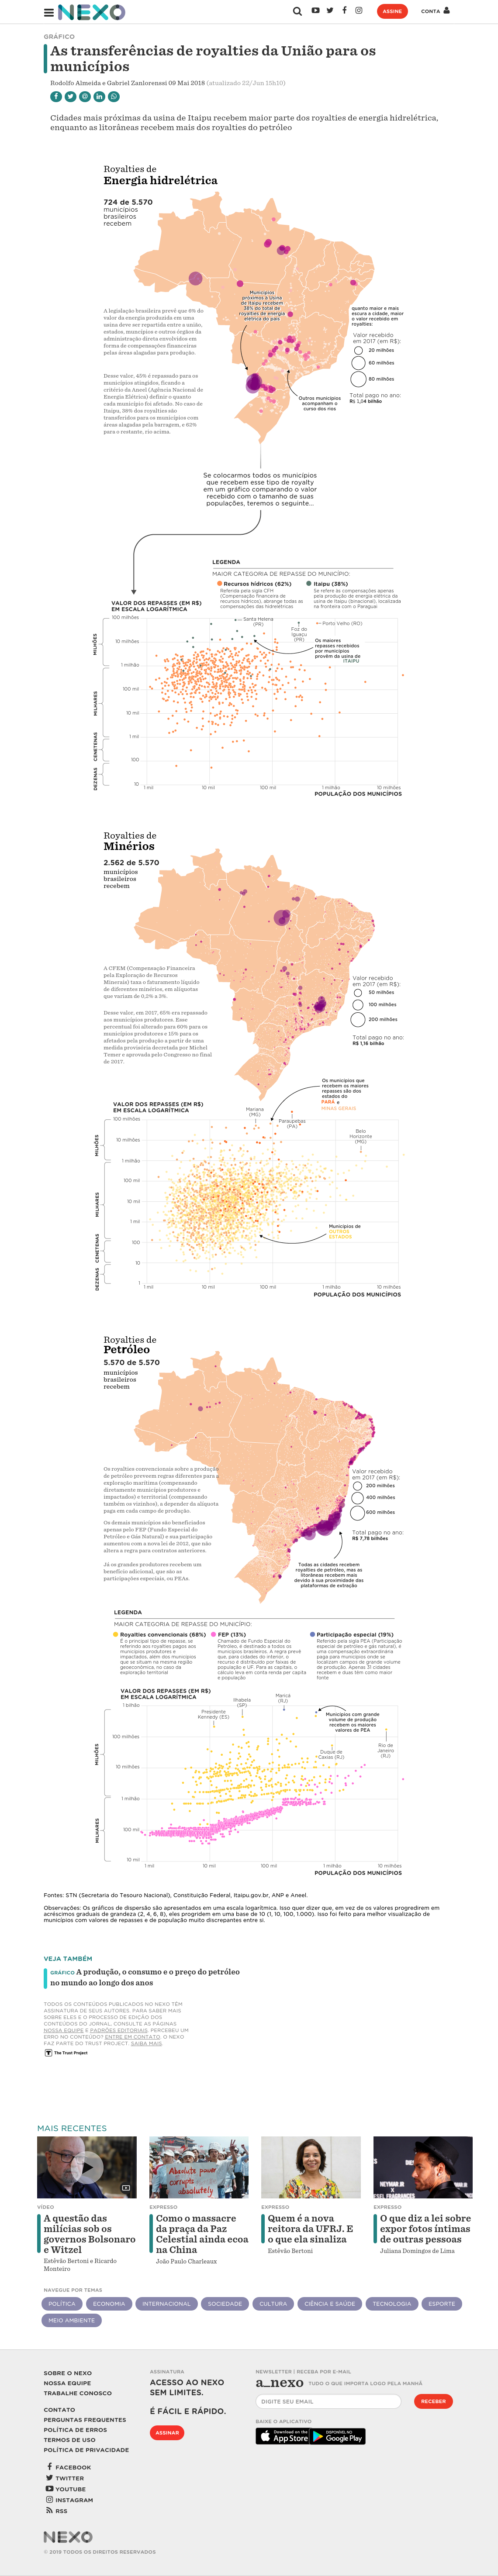 NEXO
ASSINE
CONTA
GRÁFICO
As transferências de royalties da União para os
municípios
Rodolfo Almeida e Gabriel Zanlorenssi 09 Mai 2018 (atualizado 22/Jun 15h10)
Cidades mais próximas da usina de Itaipu recebem maior parte dos royalties de energia hidrelétrica,
enquanto as litorâneas recebem mais dos royalties do petróleo
Royalties de
Energia hidrelétrica
724 de 5.570
municípios
brasileiros
recebem
Municípios
próximos à Usina
de Itaipu recebem
38% do total de
royalties de energia
elétrica do país
A legislação brasileira prevê que 6% do
valor da energia produzida em uma
usina deve ser repartida entre a união,
estados, municípios e outros órgãos da
administração direta envolvidos em
forma de compensações financeiras
pelas áreas alagadas para produção.
quanto maior e mais
escura a cidade, maior
o valor recebido em
royalties:
Valor recebido
em 2017 (em R$):
20 milhões
60 milhões
80 milhões
Total pago no ano:
R$ 1,04 bilhão
Desse valor, 45% é repassado para os
municípios atingidos, ficando a
critério da Aneel (Agência Nacional de
Energia Elétrica) definir o quanto
cada município foi afetado. No caso de
Itaipu, 38% dos royalties são
transferidos para os municípios com
áreas alagadas pela barragem, e 62%
para o restante, rio acima.
Outros municípios
acompanham o
curso dos rios
Se colocarmos todos os municípios
que recebem esse tipo de royalty
em um gráfico comparando o valor
recebido com o tamanho de suas
populações, teremos o seguinte...
LEGENDA
MAIOR CATEGORIA DE REPASSE DO MUNICÍPIO:
Recursos hídricos (62%)
Referida pela sigla CFH
(Compensação financeira de
recursos hídricos), abrange todas as
compensações das hidrelétricas
Itaipu (38%)
Se refere às compensações apenas
pela produção de energia elétrica da
usina de Itaipu (binacional), localizada
na fronteira com o Paraguai
VALOR DOS REPASSES (EM R$)
EM ESCALA LOGARÍTMICA
100 milhões
10 milhões
1 milhão
100 mil
10 mil
1 mil
100
10
MILHÕES
MILHARES
CENETENAS
DEZENAS
Santa Helena
(PR)
Foz do
Iguaçu
(PR)
Porto Velho (RO)
Os maiores
repasses recebidos
por municípios
provêm da usina de
ITAIPU
1 mil
10 mil
100 mil
1 milhão
10 milhões
POPULAÇÃO DOS MUNICÍPIOS
Royalties de
Minérios
2.562 de 5.570
municípios
brasileiros
recebem
A CFEM (Compensação Financeira
pela Exploração de Recursos
Minerais) taxa o faturamento líquido
de diferentes minérios, em alíquotas
que variam de 0,2% a 3%.
Desse valor, em 2017, 65% era repassado
aos municípios produtores. Esse
percentual foi alterado para 60% para os
municípios produtores e 15% para os
afetados pela produção a partir de uma
medida provisória decretada por Michel
Temer e aprovada pelo Congresso no final
de 2017.
Valor recebido
em 2017 (em R$):
50 milhões
100 milhões
200 milhões
Total pago no ano:
R$ 1,16 bilhão
Os municípios que
recebem os maiores
repasses são dos
estados do
PARÁ e
MINAS GERAIS
VALOR DOS REPASSES (EM R$)
EM ESCALA LOGARÍTMICA
100 milhões
10 milhões
1 milhão
100 mil
10 mil
1 mil
100
10
1
MILHÕES
MILHARES
CENETENAS
DEZENAS
Mariana
(MG)
Parauapebas
(PA)
Belo
Horizonte
(MG)
Municípios de
OUTROS
ESTADOS
1 mil
10 mil
100 mil
1 milhão
10 milhões
POPULAÇÃO DOS MUNICÍPIOS
Royalties de
Petróleo
5.570 de 5.570
municípios
brasileiros
recebem
Os royalties convencionais sobre a produção
de petróleo preveem regras diferentes para a
exploração marítima (compensando
diretamente municípios produtores e
impactados) e territorial (compensando
também os vizinhos), a depender da alíquota
paga em cada campo de produção.
Os demais municípios são beneficiados
apenas pelo FEP (Fundo Especial do
Petróleo e Gás Natural) e sua participação
aumentou com a nova lei de 2012, que não
altera a regra para contratos anteriores.
Já os grandes produtores recebem um
benefício adicional, que são as
participações especiais, ou PEAs.
Valor recebido
em 2017 (em R$):
200 milhões
400 milhões
600 milhões
Total pago no ano:
R$ 7,78 bilhões
Todas as cidades recebem
royalties de petróleo, mas as
litorâneas recebem mais
devido à sua proximidade das
plataformas de extração
LEGENDA
MAIOR CATEGORIA DE REPASSE DO MUNICÍPIO:
Royalties convencionais (68%)
É o principal tipo de repasse, se
referindo aos royalties pagos aos
municípios produtores e
impactados, além dos municípios
que se situam na mesma região
geoeconômica, no caso da
exploração territorial
FEP (13%)
Chamado de Fundo Especial do
Petróleo, é destinado a todos os
municípios brasileiros. A regra prevê
que, para cidades do interior, o
recurso é distribuído por faixas de
população e UF. Para as capitais, o
cálculo leva em conta renda per capita
e população
Participação especial (19%)
Referido pela sigla PEA (Participação
especial de petróleo e gás natural), é
uma compensação extraordinária
paga para municípios onde se
localizam campos de grande volume
de produção. Apenas 31 cidades
recebem e duas têm como maior
fonte
VALOR DOS REPASSES (EM R$)
EM ESCALA LOGARÍTMICA
1 bilhão
100 milhões
10 milhões
1 milhão
100 mil
10 mil
MILHÕES
MILHARES
Presidente
Kennedy (ES)
Ilhabela
(SP)
Maricá
(RJ)
Municípios com grande
volume de produção
recebem os maiores
valores de PEA
Duque de
Caxias (RJ)
Rio de
Janeiro
(RJ)
1 mil
10 mil
100 mil
1 milhão
10 milhões
POPULAÇÃO DOS MUNICÍPIOS
Fontes: STN (Secretaria do Tesouro Nacional), Constituição Federal, Itaipu.gov.br, ANP e Aneel.
Observações: Os gráficos de dispersão são apresentados em uma escala logarítmica. Isso quer dizer que, em vez de os valores progredirem em
acréscimos graduais de grandeza (2, 4, 6, 8), eles progridem em uma base de 10 (1, 10, 100, 1.000). Isso foi feito para melhor visualização de
municípios com valores de repasses e de população muito discrepantes entre si.
VEJA TAMBÉM
GRÁFICO A produção, o consumo e o preço do petróleo
no mundo ao longo dos anos
TODOS OS CONTEÚDOS PUBLICADOS NO NEXO TÊM
ASSINATURA DE SEUS AUTORES. PARA SABER MAIS
SOBRE ELES E O PROCESSO DE EDIÇÃO DOS
CONTEÚDOS DO JORNAL, CONSULTE AS PÁGINAS
NOSSA EQUIPE E PADRÕES EDITORIAIS. PERCEBEU UM
ERRO NO CONTEÚDO? ENTRE EM CONTATO. O NEXO
FAZ PARTE DO TRUST PROJECT. SAIBA MAIS.
The Trust Project
MAIS RECENTES
Absolute power
corrupts
absolutely
VÍDEO
A questão das
milícias sob os
governos Bolsonaro
e Witzel
Estêvão Bertoni e Ricardo
Monteiro
EXPRESSO
Como o massacre
da praça da Paz
Celestial ainda ecoa
na China
João Paulo Charleaux
EXPRESSO
Quem é a nova
reitora da UFRJ. E
o que ela sinaliza
Estêvão Bertoni
EXPRESSO
O que diz a lei sobre
expor fotos íntimas
de outras pessoas
Juliana Domingos de Lima
NAVEGUE POR TEMAS
POLÍTICA
ECONOMIA
INTERNACIONAL
SOCIEDADE
CULTURA
CIÊNCIA E SAÚDE
TECNOLOGIA
ESPORTE
MEIO AMBIENTE
SOBRE O NEXO
NOSSA EQUIPE
TRABALHE CONOSCO
CONTATO
PERGUNTAS FREQUENTES
POLÍTICA DE ERROS
TERMOS DE USO
POLÍTICA DE PRIVACIDADE
FACEBOOK
TWITTER
YOUTUBE
INSTAGRAM
RSS
ASSINATURA
ACESSO AO NEXO
SEM LIMITES.
É FÁCIL E RÁPIDO.
ASSINAR
NEWSLETTER | RECEBA POR E-MAIL
a_nexo TUDO O QUE IMPORTA LOGO PELA MANHÃ
DIGITE SEU EMAIL
RECEBER
BAIXE O APLICATIVO
Download on the
App Store
DISPONÍVEL NO
Google Play
NEXO
© 2019 TODOS OS DIREITOS RESERVADOS